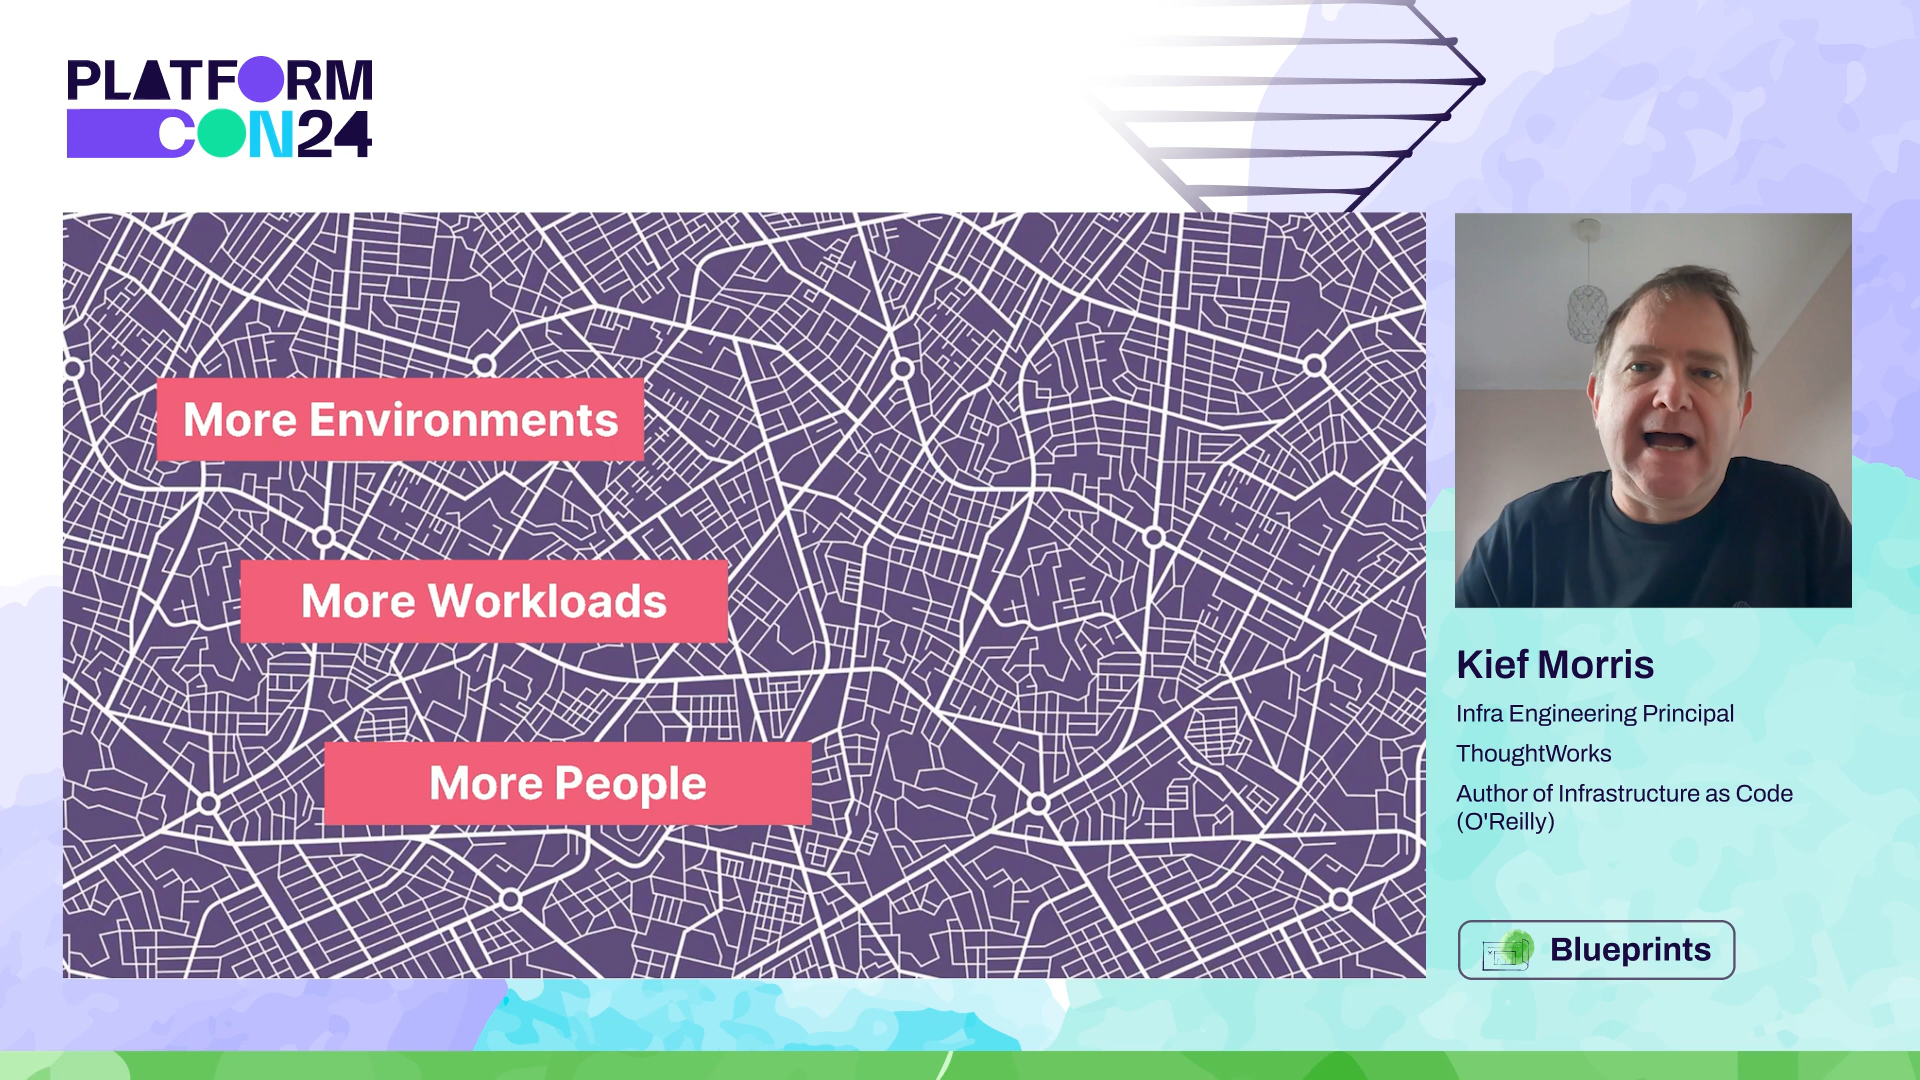 PLATFORM
CON24
More Environments
More Workloads
More People
Kief Morris
Infra Engineering Principal
ThoughtWorks
Author of Infrastructure as Code
(O'Reilly)
Blueprints